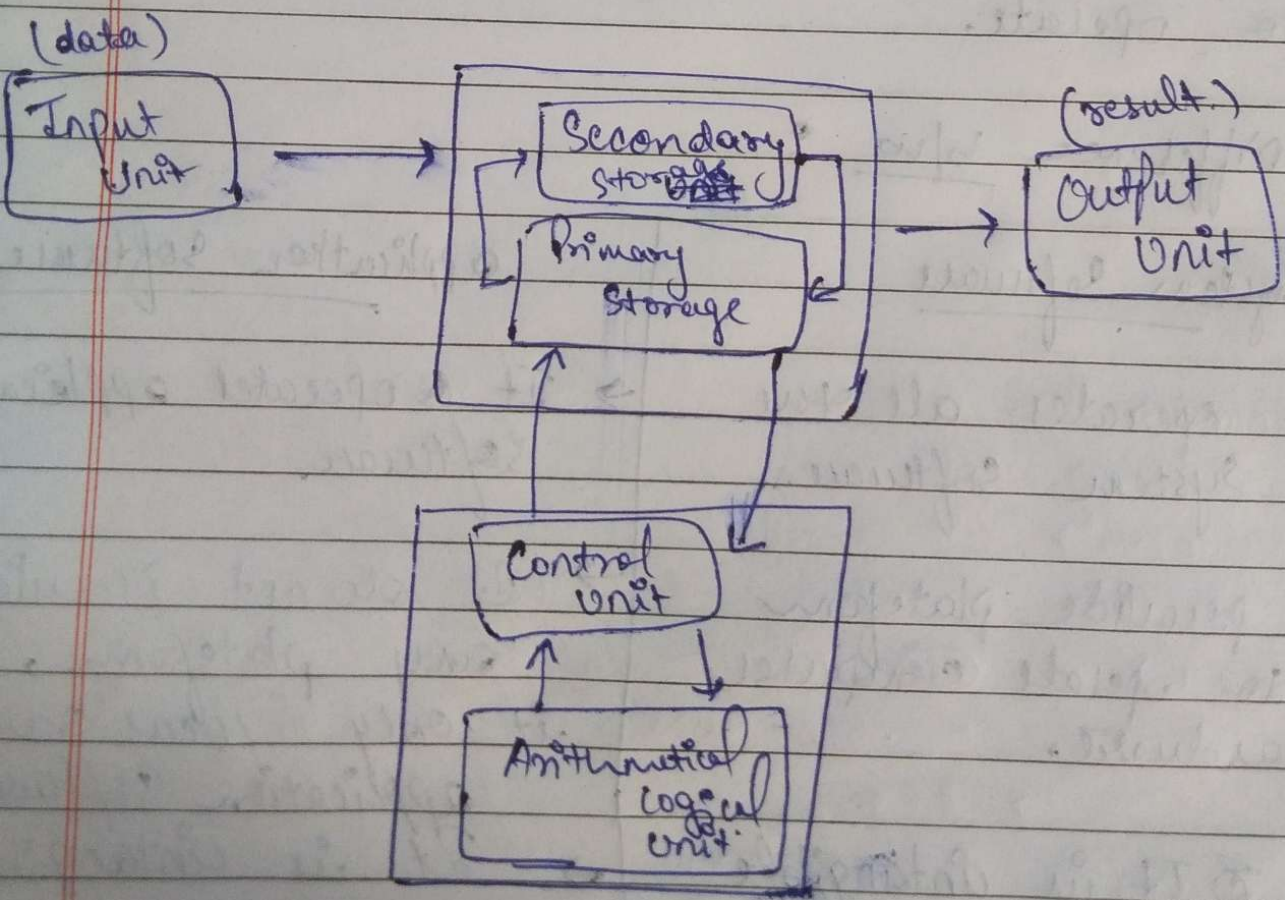 (data)
Input
Unit
Secondary
Storage
Primary
Storage
(result.)
Output
Unit
Control
Unit
Arithmetical
Logical
Unit.